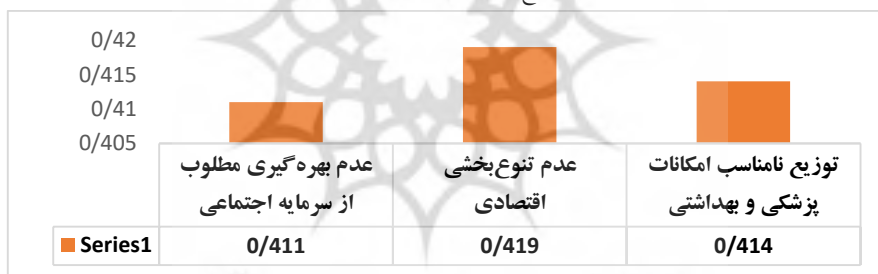 0/42
0/415
0/41
0/405
عدم بهره‌گیری مطلوب از سرمایه اجتماعی
عدم تنوع‌بخشی اقتصادی
توزیع نامناسب امکانات پزشکی و بهداشتی
Series1 0/411 0/419 0/414